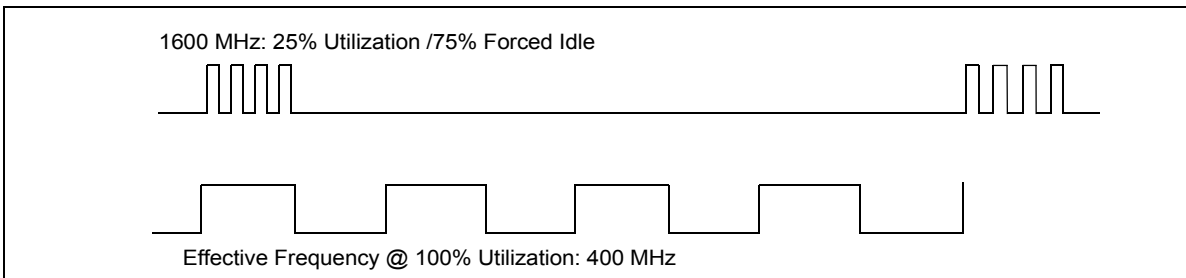 1600 MHz: 25% Utilization /75% Forced Idle
Effective Frequency @ 100% Utilization: 400 MHz